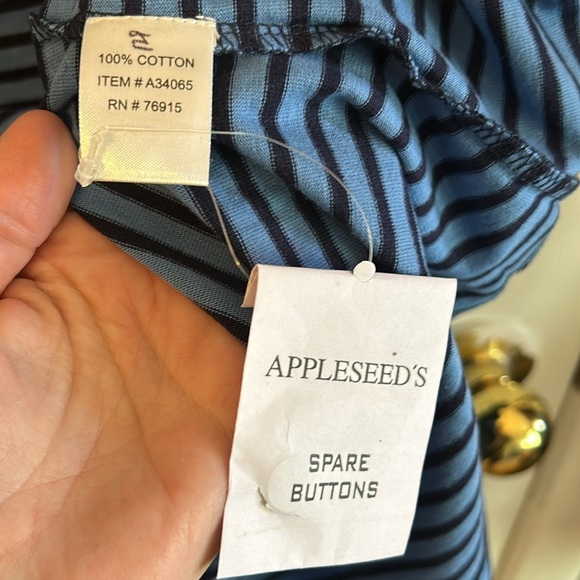 100% COTTON
ITEM # A34065
RN # 76915
APPLESEED'S
SPARE
BUTTONS